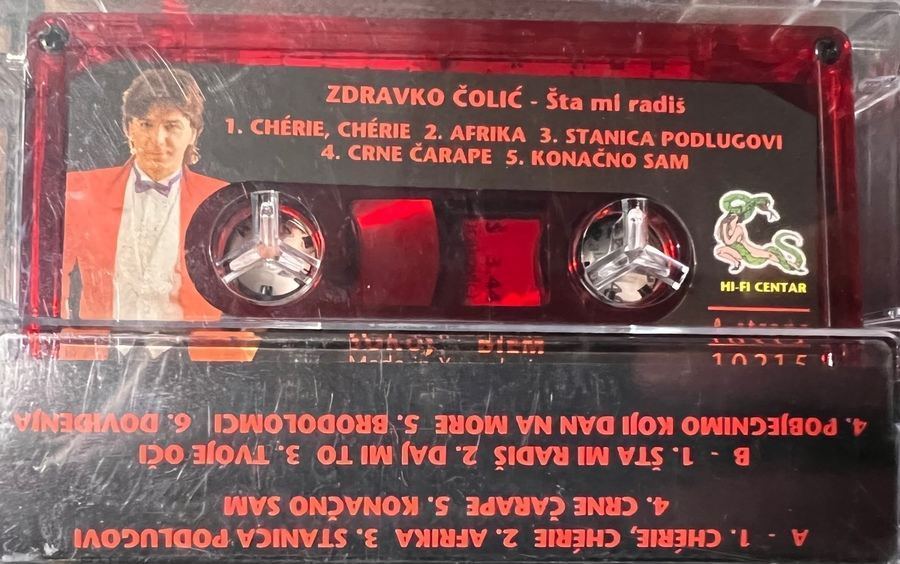 ZDRAVKO ČOLIĆ - Šta mi radiš
1. CHÉRIE, CHÉRIE 2. AFRIKA 3. STANICA PODLUGOVI
4. CRNE ČARAPE 5. KONAČNO SAM
HI-FI CENTAR
10215
A - 1. CHÉRIE, CHÉRIE 2. AFRIKA 3. STANICA PODLUGOVI
4. CRNE ČARAPE 5. KONAČNO SAM
B - 1. ŠTA MI RADIŠ 2. DAJ MI TO 3. TVOJE OČI
4. POBJEGNIMO KOJI DAN NA MORE 5. BRODOLOMCI 6. DOVIĐENJA